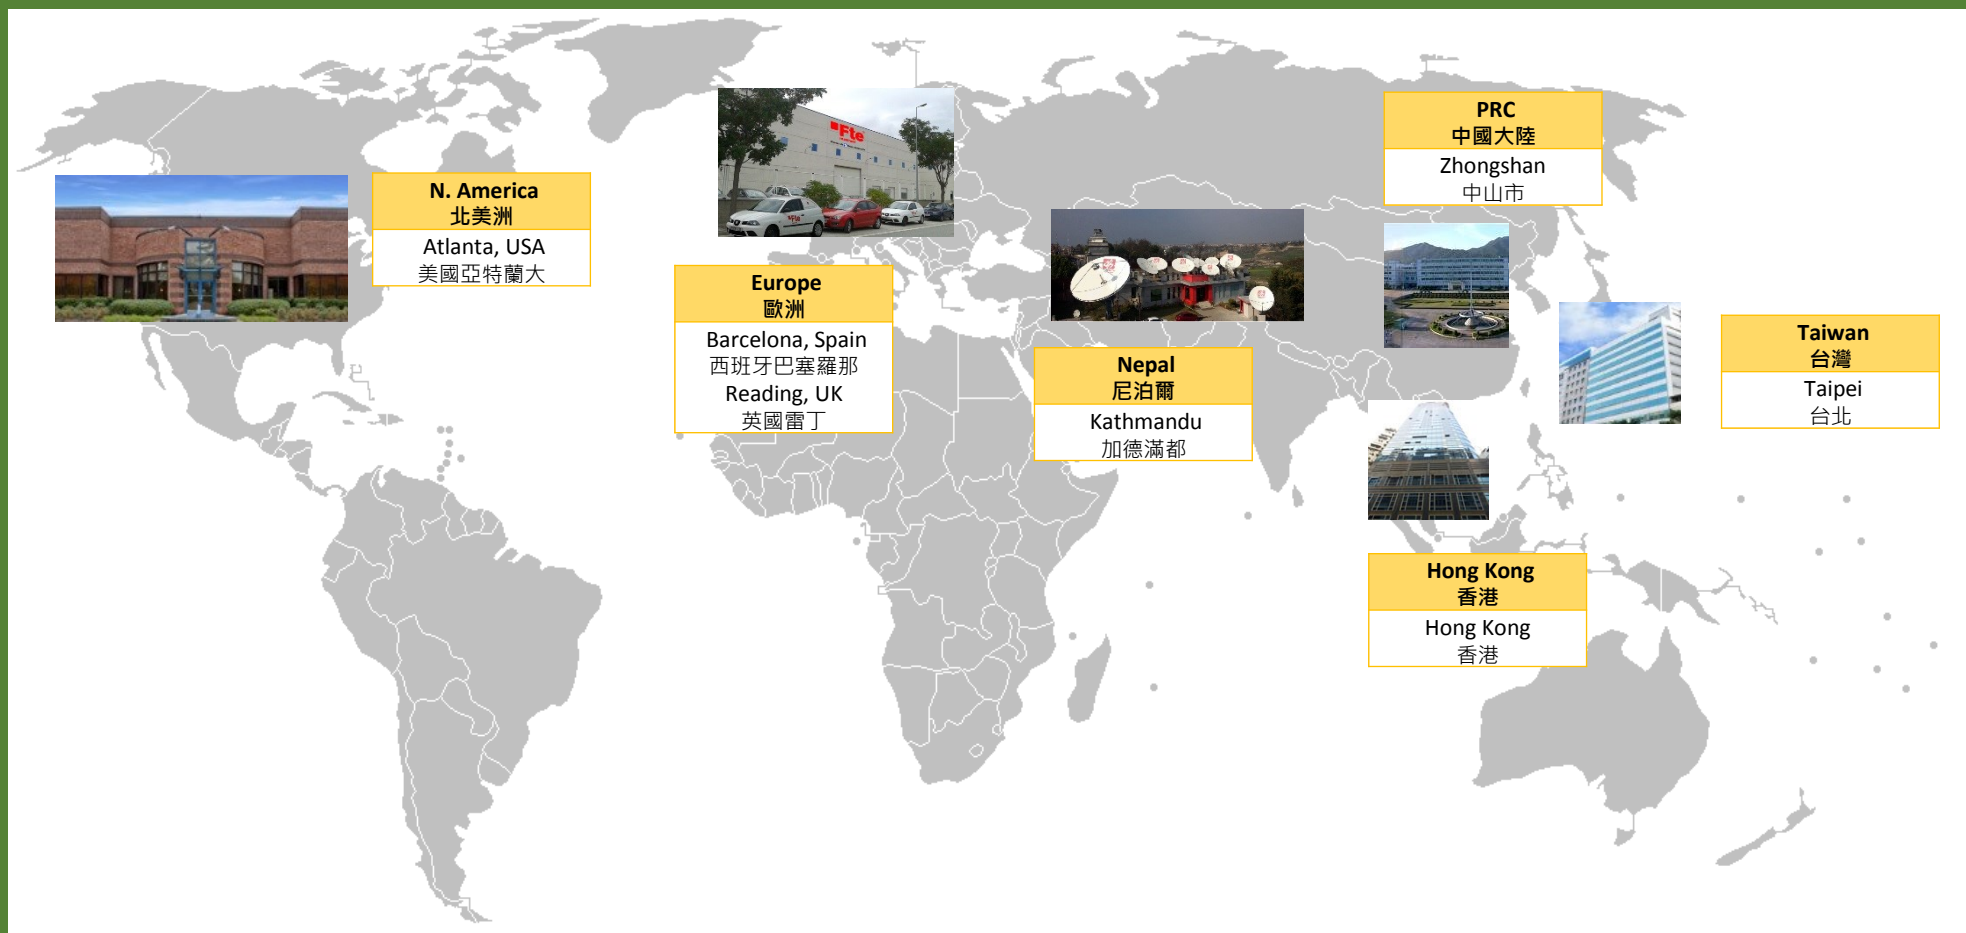 N. America
北美洲
Atlanta, USA
美國亞特蘭大
Fte
Europe
歐洲
Barcelona, Spain
西班牙巴塞羅那
Reading, UK
英國雷丁
Nepal
尼泊爾
Kathmandu
加德滿都
PRC
中國大陸
Zhongshan
中山市
Taiwan
台灣
Taipei
台北
Hong Kong
香港
Hong Kong
香港